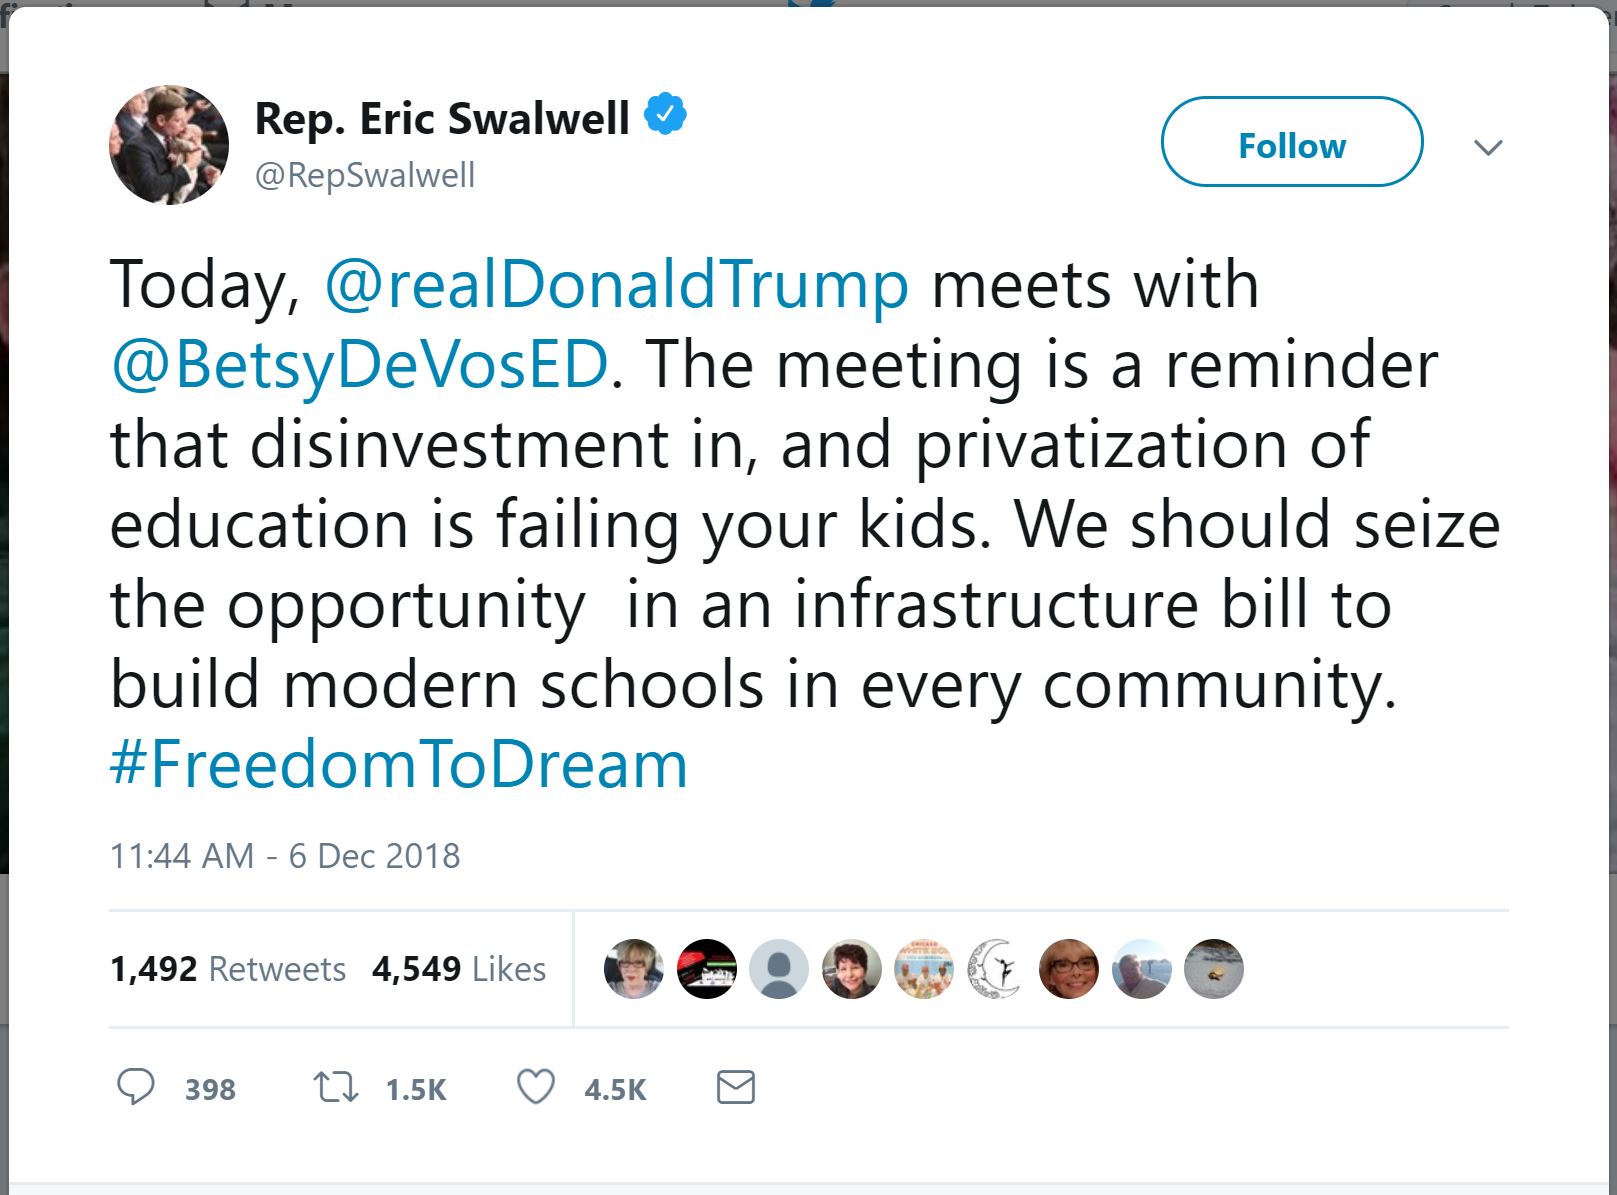 Rep. Eric Swalwell
@RepSwalwell
Follow
Today, @realDonaldTrump meets with
@BetsyDeVosED. The meeting is a reminder
that disinvestment in, and privatization of
education is failing your kids. We should seize
the opportunity  in an infrastructure bill to
build modern schools in every community.
#FreedomToDream
11:44 AM - 6 Dec 2018
1,492 Retweets 4,549 Likes
398 1.5K 4.5K